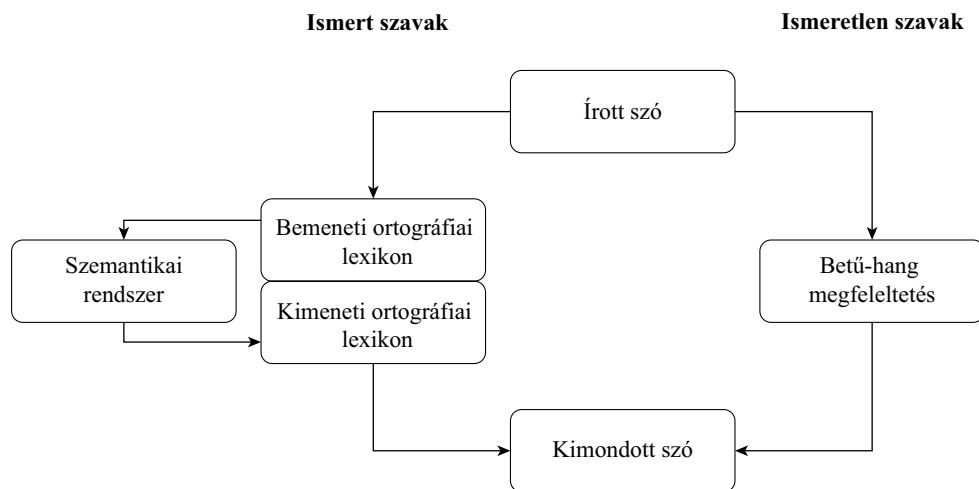 Ismert szavak
Ismeretlen szavak
Írott szó
Bemeneti ortográfiai
lexikon
Szemantikai
rendszer
Kimeneti ortográfiai
lexikon
Betű-hang
megfeleltetés
Kimondott szó